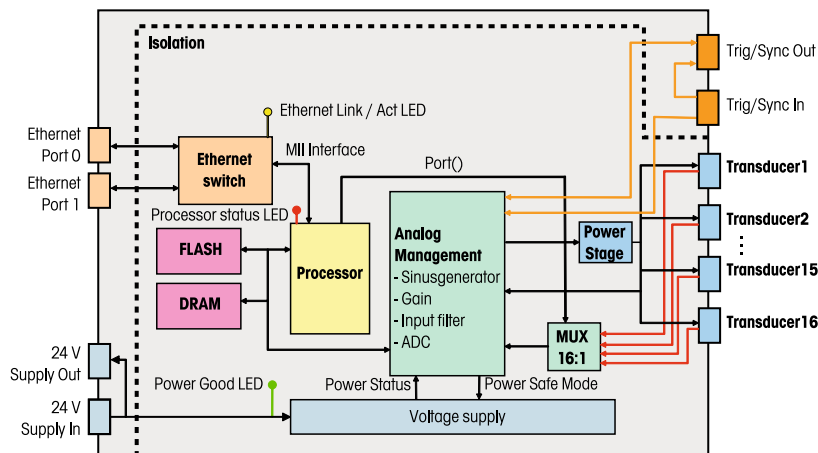 Isolation
Trig/Sync Out
Trig/Sync In
Ethernet Link / Act LED
Ethernet
Port 0
Ethernet
Port 1
Ethernet
switch
MII Interface
Port()
Transducer1
Transducer2
Transducer15
Transducer16
Processor status LED
FLASH
DRAM
Processor
Analog
Management
- Sinusgenerator
- Gain
- Input filter
- ADC
Power
Stage
MUX
16:1
24 V
Supply Out
24 V
Supply In
Power Good LED
Power Status
Power Safe Mode
Voltage supply